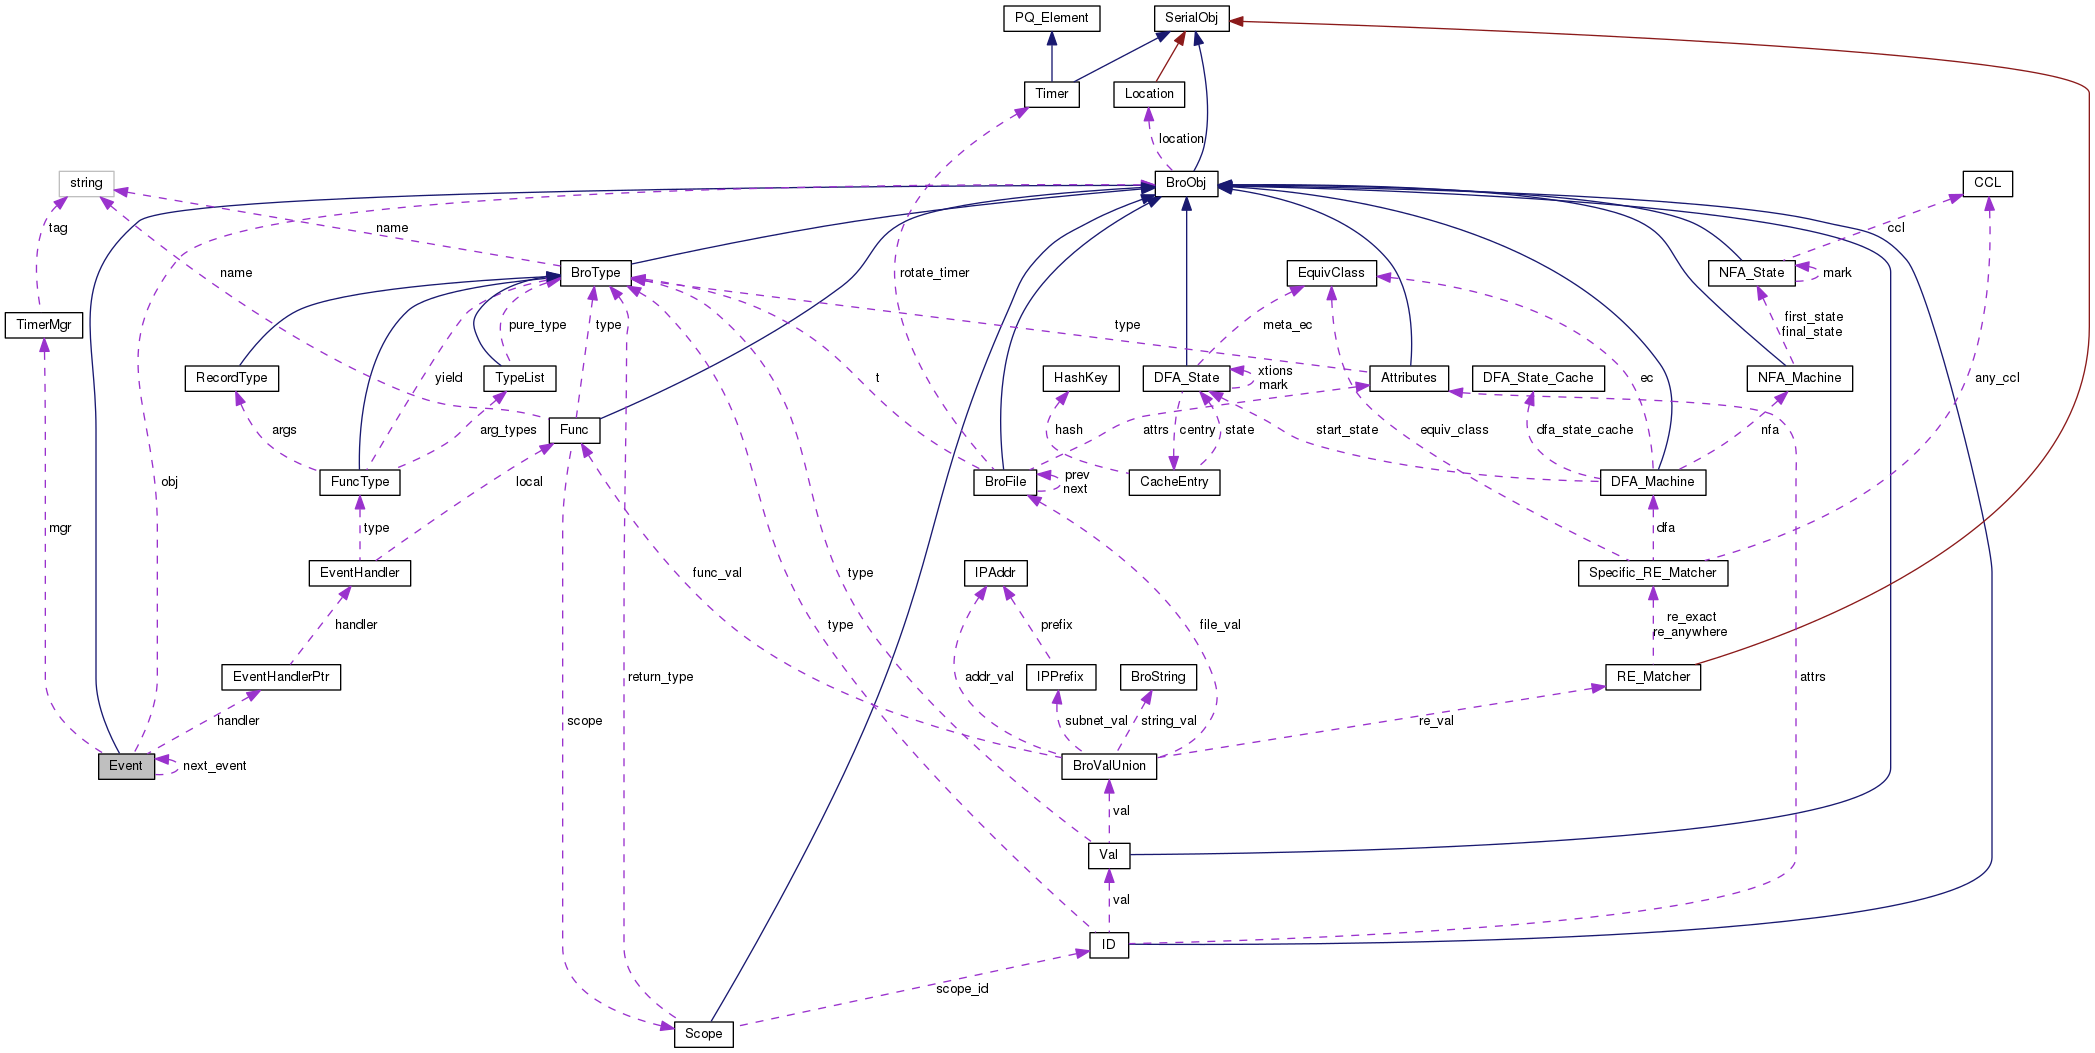 PQ_Element
SerialObj
Timer
Location
location
string
BroObj
CCL
tag
name
ccl
name
BroType
rotate_timer
EquivClass
NFA_State
mark
TimerMgr
pure_type
type
meta_ec
type
first_state
final_state
RecordType
yield
TypeList
t
HashKey
DFA_State
xtions
mark
Attributes
DFA_State_Cache
ec
NFA_Machine
any_ccl
args
arg_types
Func
hash
attrs
centry
state
start_state
equiv_class
dfa_state_cache
nfa
FuncType
local
obj
BroFile
prev
next
CacheEntry
DFA_Machine
mgr
type
dfa
EventHandler
func_val
type
IPAddr
Specific_RE_Matcher
handler
type
prefix
file_val
re_exact
re_anywhere
EventHandlerPtr
return_type
addr_val
IPPrefix
BroString
RE_Matcher
attrs
handler
scope
subnet_val
string_val
re_val
Event
next_event
BroValUnion
val
Val
val
ID
scope_id
Scope